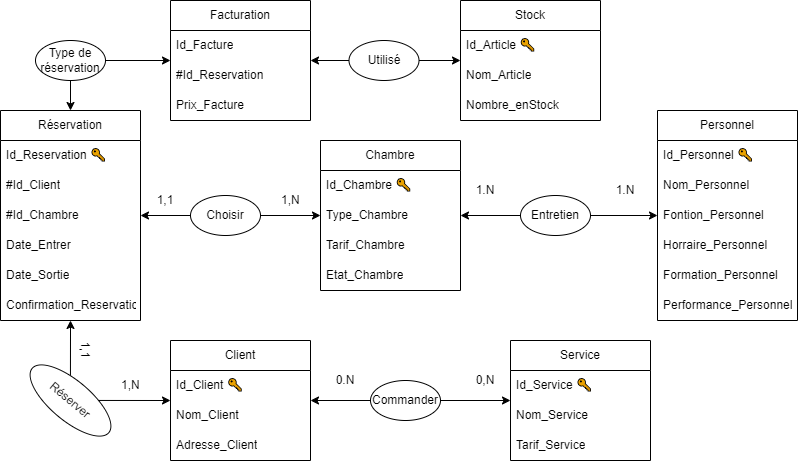 Facturation
Id_Facture
#Id_Reservation
Prix_Facture
Stock
Id_Article
Nom_Article
Nombre_enStock
Type de
réservation
Utilisé
Réservation
Id_Reservation
#Id_Client
#Id_Chambre
Date_Entrer
Date_Sortie
Confirmation_Reservatio
1,1
Choisir
1,N
Chambre
Id_Chambre
Type_Chambre
Tarif_Chambre
Etat_Chambre
1.N
Entretien
1.N
Personnel
Id_Personnel
Nom_Personnel
Fontion_Personnel
Horraire_Personnel
Formation_Personnel
Performance_Personnel
1,1
Réserver
1,N
Client
Id_Client
Nom_Client
Adresse_Client
0.N
Commander
0,N
Service
Id_Service
Nom_Service
Tarif_Service